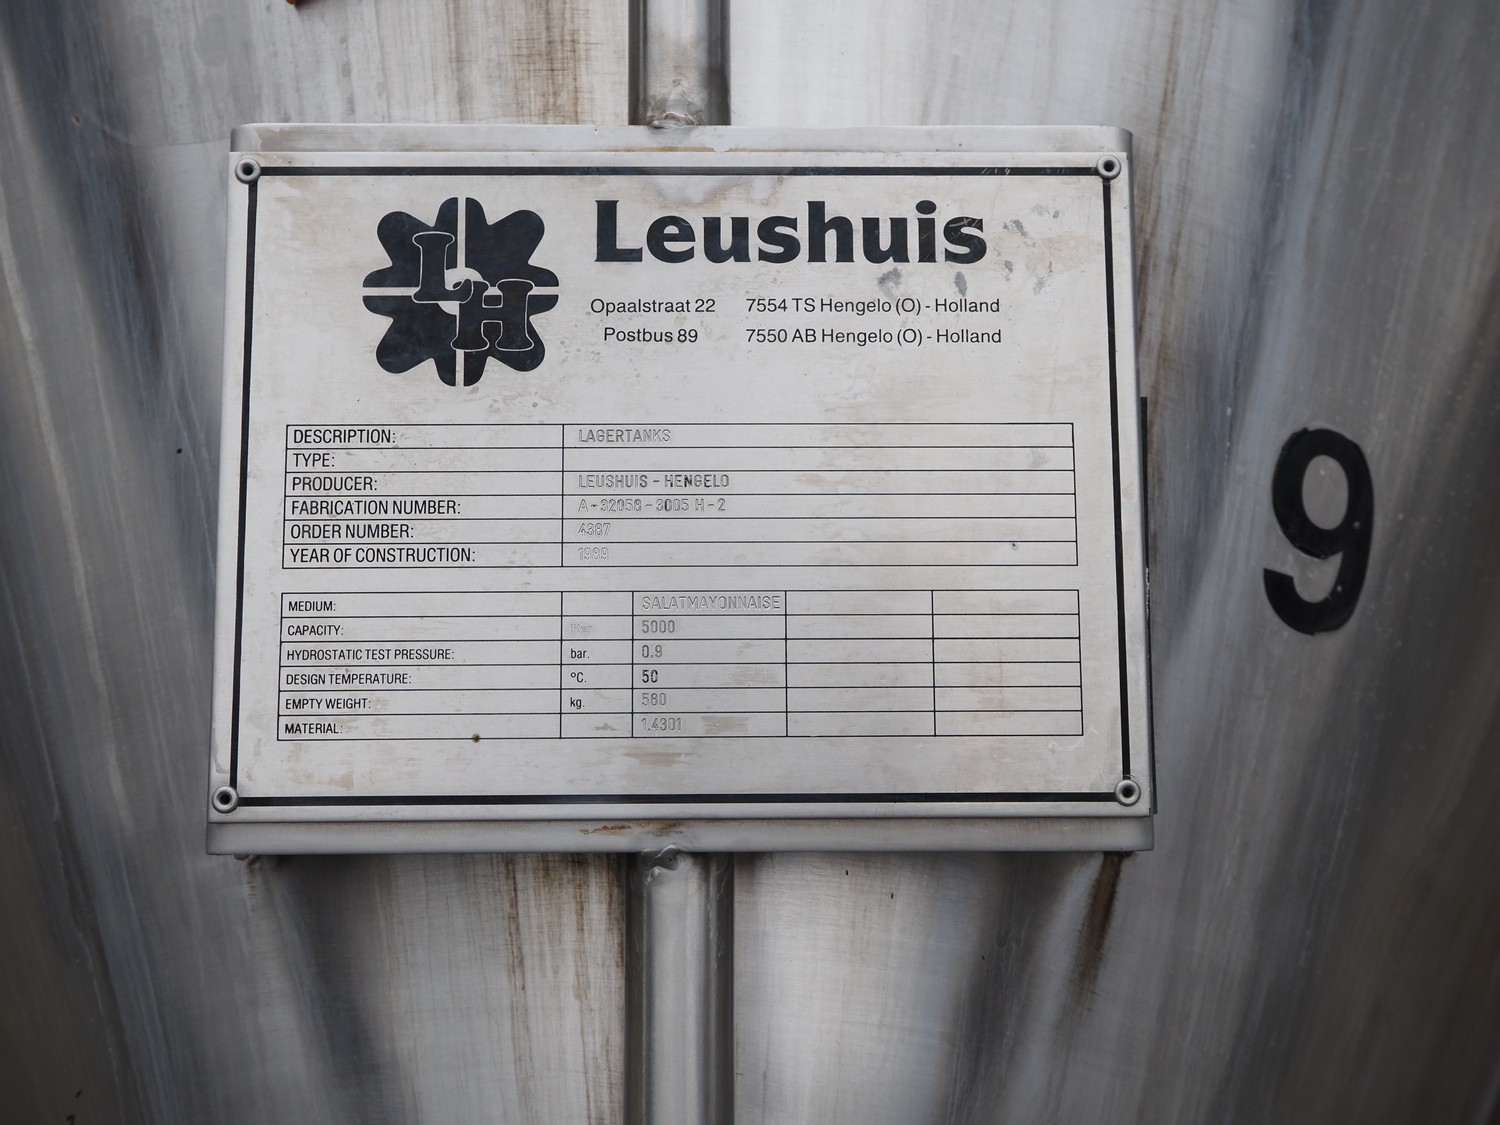 LH
Leushuis
Opaalstraat 22 7554 TS Hengelo (O) - Holland
Postbus 89 7550 AB Hengelo (O) - Holland
DESCRIPTION: LAGERTANKS
TYPE:
PRODUCER: LEUSHUIS - HENGELO
FABRICATION NUMBER: A - 32058 - 3005 H - 2
ORDER NUMBER: 4387
YEAR OF CONSTRUCTION: 1989
MEDIUM: SALATMAYONNAISE
CAPACITY: 5000
HYDROSTATIC TEST PRESSURE: bar. 0.9
DESIGN TEMPERATURE: °C. 50
EMPTY WEIGHT: kg. 580
MATERIAL: 1.4301
9